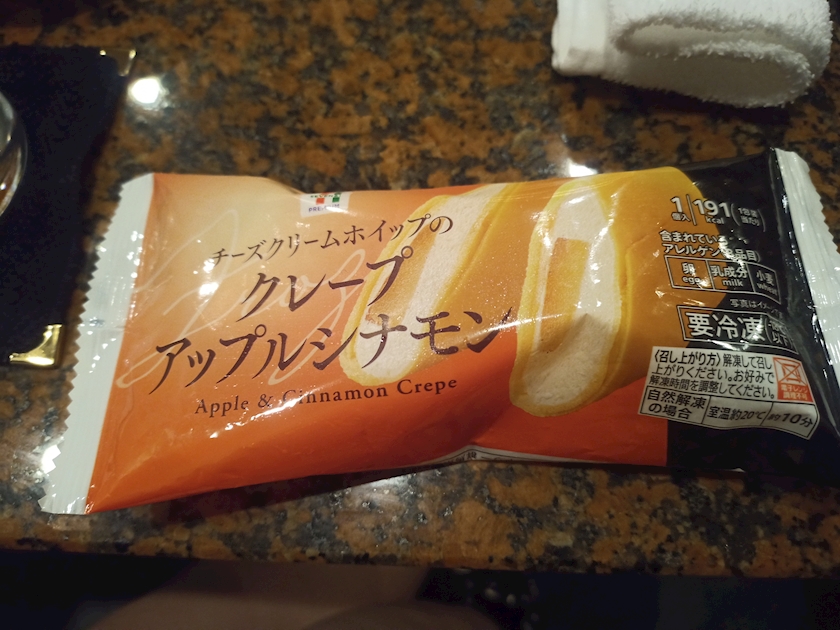 チーズクリームホイップの
クレープ
アップルシナモン
Apple & Cinnamon Crepe
1個入
191kcal
含まれている
アレルゲン
卵 egg
乳成分 milk
小麦
写真はイメージ
要冷凍
〈召し上がり方〉解凍して召し
上がりください。お好みで
解凍時間を調整してください。
自然解凍
の場合
室温約20℃
約10分